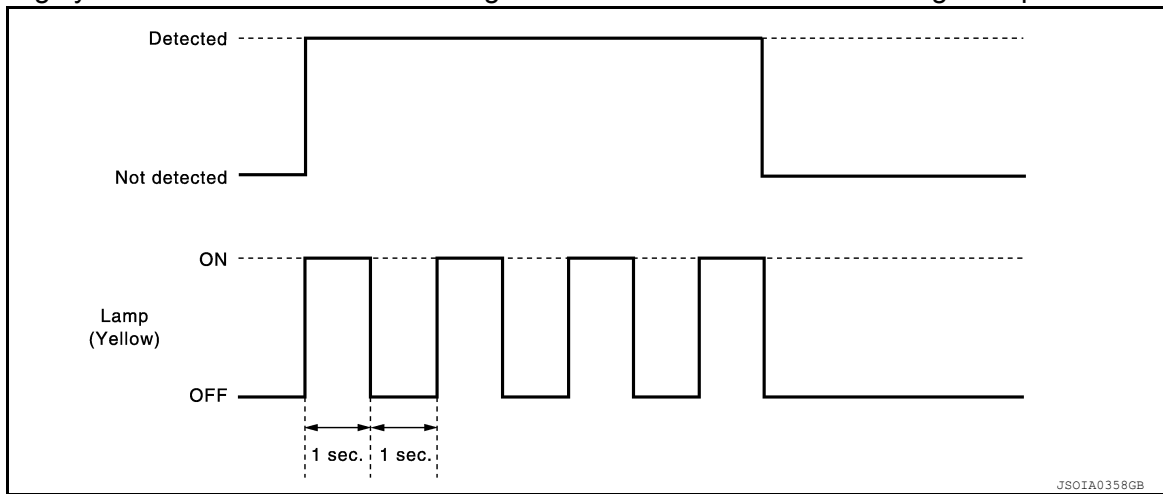 Detected
Not detected
ON
Lamp
(Yellow)
OFF
1 sec. 1 sec.
JSOIA0358GB